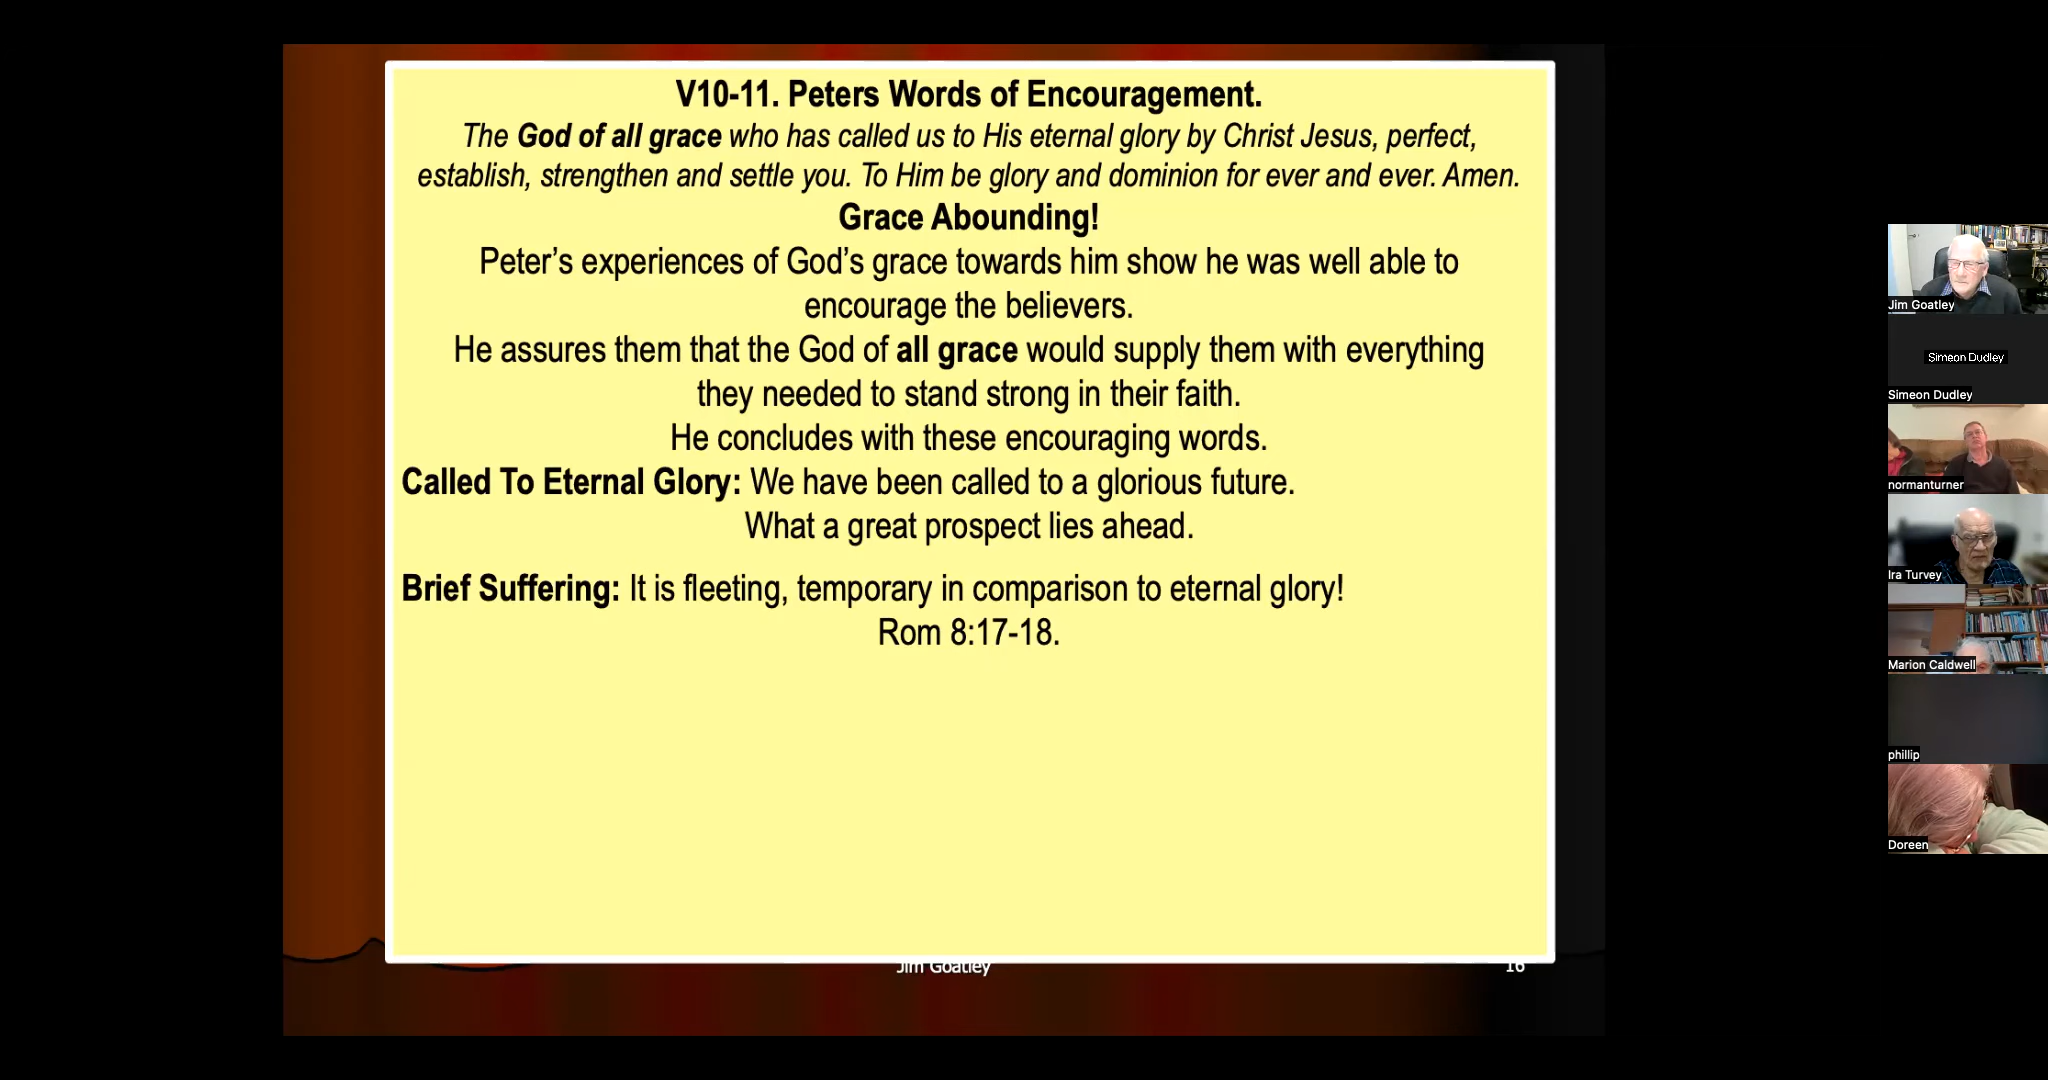 V10-11. Peters Words of Encouragement.
The God of all grace who has called us to His eternal glory by Christ Jesus, perfect,
establish, strengthen and settle you. To Him be glory and dominion for ever and ever. Amen.
Grace Abounding!
Peter’s experiences of God’s grace towards him show he was well able to
encourage the believers.
He assures them that the God of all grace would supply them with everything
they needed to stand strong in their faith.
He concludes with these encouraging words.
Called To Eternal Glory: We have been called to a glorious future.
What a great prospect lies ahead.
Brief Suffering: It is fleeting, temporary in comparison to eternal glory!
Rom 8:17-18.
Jim Goatley
16
Jim Goatley
Simeon Dudley
Simeon Dudley
normanturner
Ira Turvey
Marion Caldwell
phillip
Doreen